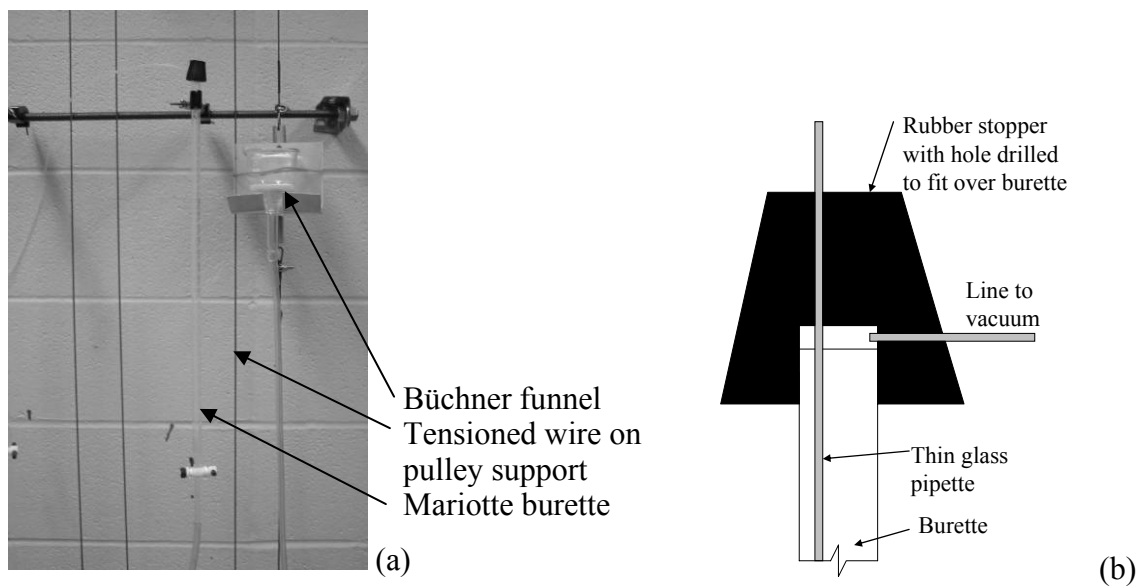 Büchner funnel
Tensioned wire on
pulley support
Mariotte burette
(a)
Rubber stopper
with hole drilled
to fit over burette
Line to
vacuum
Thin glass
pipette
Burette
(b)